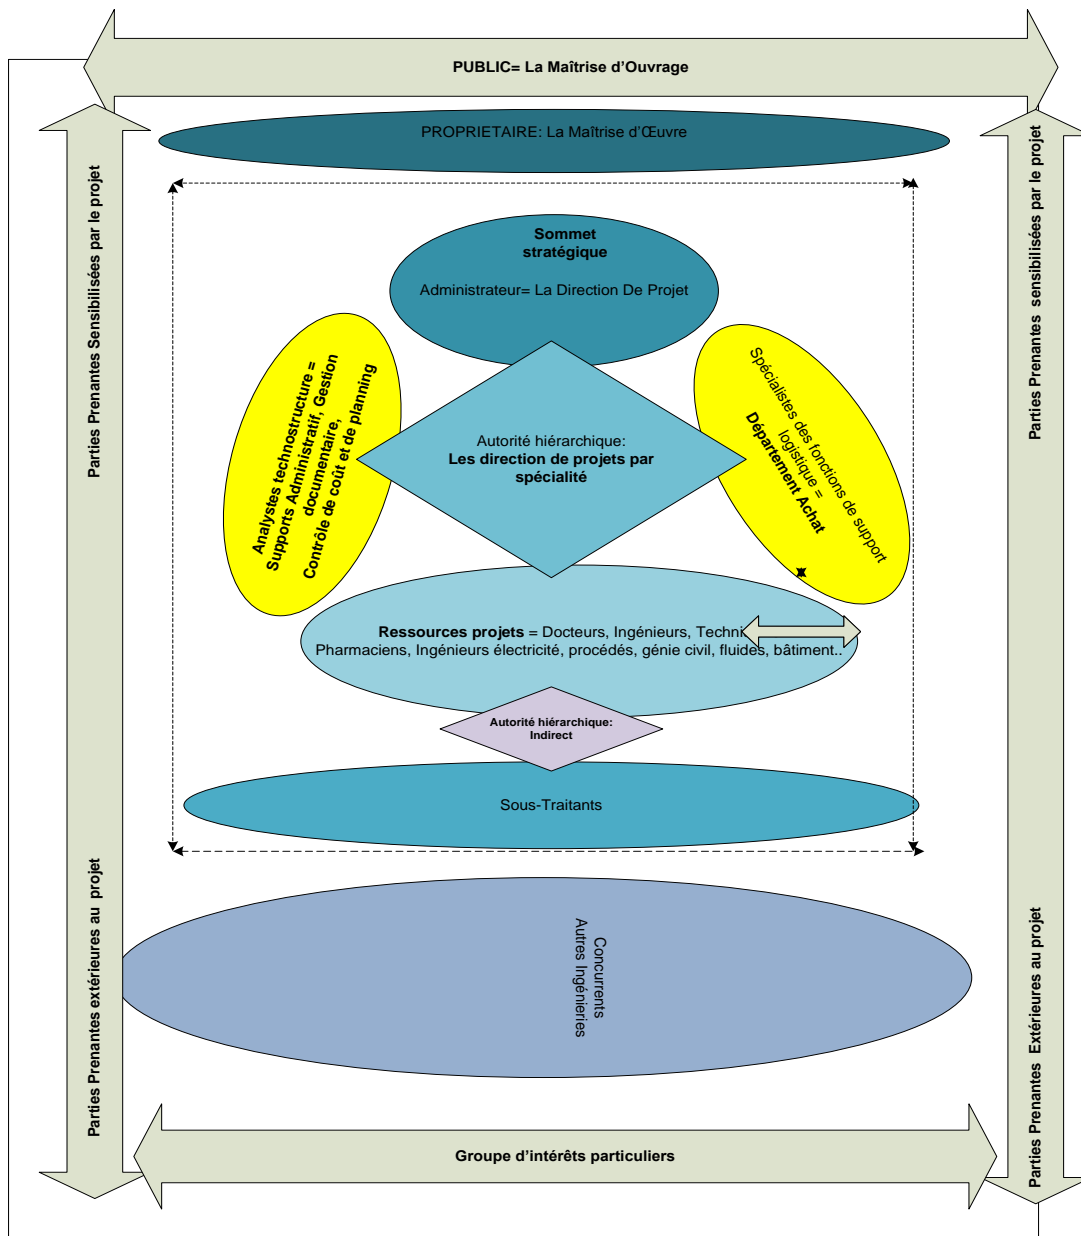 PUBLIC= La Maîtrise d'Ouvrage
PROPRIETAIRE: La Maîtrise d'Œuvre
Parties Prenantes Sensibilisées par le projet
Parties Prenantes sensibilisées par le projet
Sommet
stratégique
Administrateur= La Direction De Projet
Analystes technostructure =
Supports Administratif, Gestion
documentaire,
Contrôle de coût et de planning
Autorité hiérarchique:
Les direction de projets par
spécialité
Spécialistes des fonctions de support
logistique =
Département Achat
Ressources projets = Docteurs, Ingénieurs,
Pharmaciens, Ingénieurs électricité, procédés, génie civil, fluides, bâtiment..
Autorité hiérarchique:
Indirect
Sous-Traitants
Parties Prenantes extérieures au projet
Parties Prenantes Extérieures au projet
Concurrents
Autres Ingénieries
Groupe d'intérêts particuliers